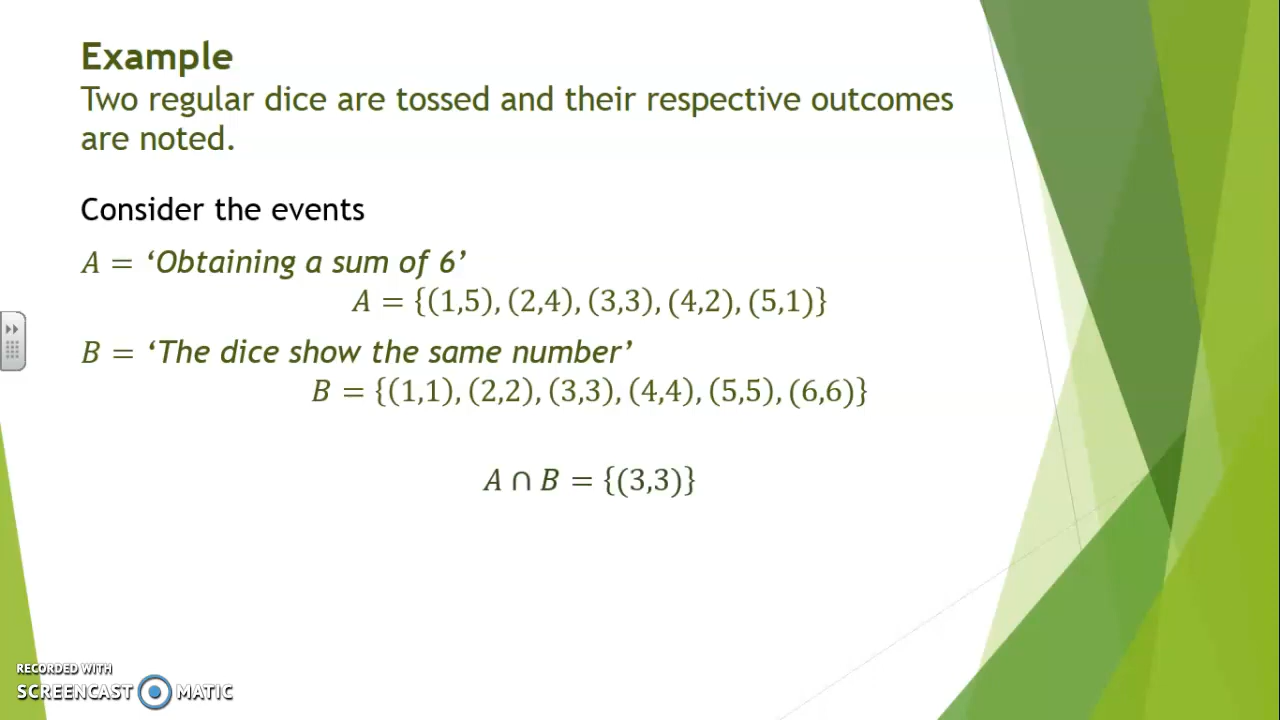 Example
Two regular dice are tossed and their respective outcomes
are noted.
Consider the events
A = ‘Obtaining a sum of 6’
A = {(1,5), (2,4), (3,3), (4,2), (5,1)}
B = ‘The dice show the same number’
B = {(1,1), (2,2), (3,3), (4,4), (5,5), (6,6)}
A ∩ B = {(3,3)}
RECORDED WITH
SCREENCAST MATIC